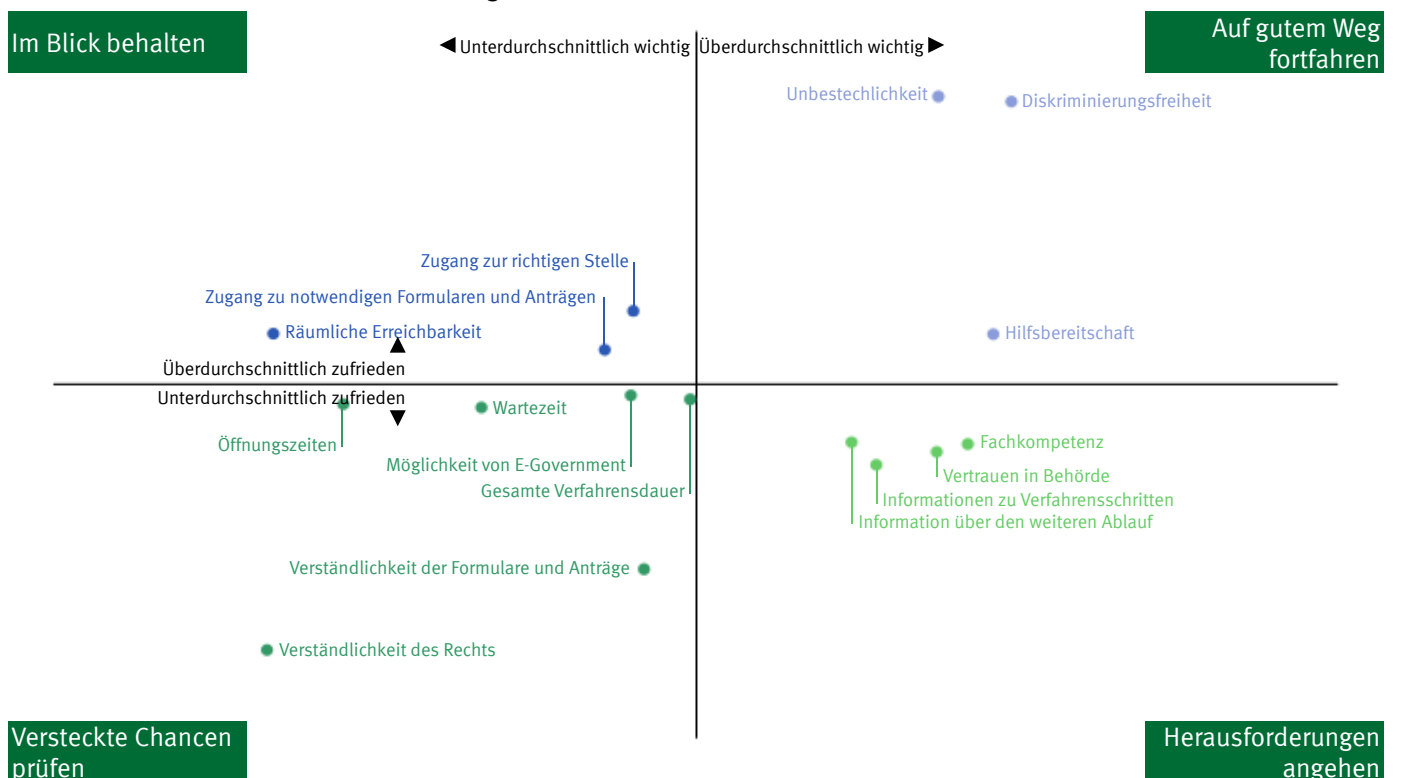 Im Blick behalten
Unterdurchschnittlich wichtig
Überdurchschnittlich wichtig
Auf gutem Weg
fortfahren
Unbestechlichkeit
Diskriminierungsfreiheit
Zugang zur richtigen Stelle
Zugang zu notwendigen Formularen und Anträgen
Räumliche Erreichbarkeit
Hilfsbereitschaft
Überdurchschnittlich zufrieden
Unterdurchschnittlich zufrieden
Wartezeit
Öffnungszeiten
Fachkompetenz
Möglichkeit von E-Government
Vertrauen in Behörde
Gesamte Verfahrensdauer
Informationen zu Verfahrensschritten
Information über den weiteren Ablauf
Verständlichkeit der Formulare und Anträge
Verständlichkeit des Rechts
Versteckte Chancen
prüfen
Herausforderungen
angehen